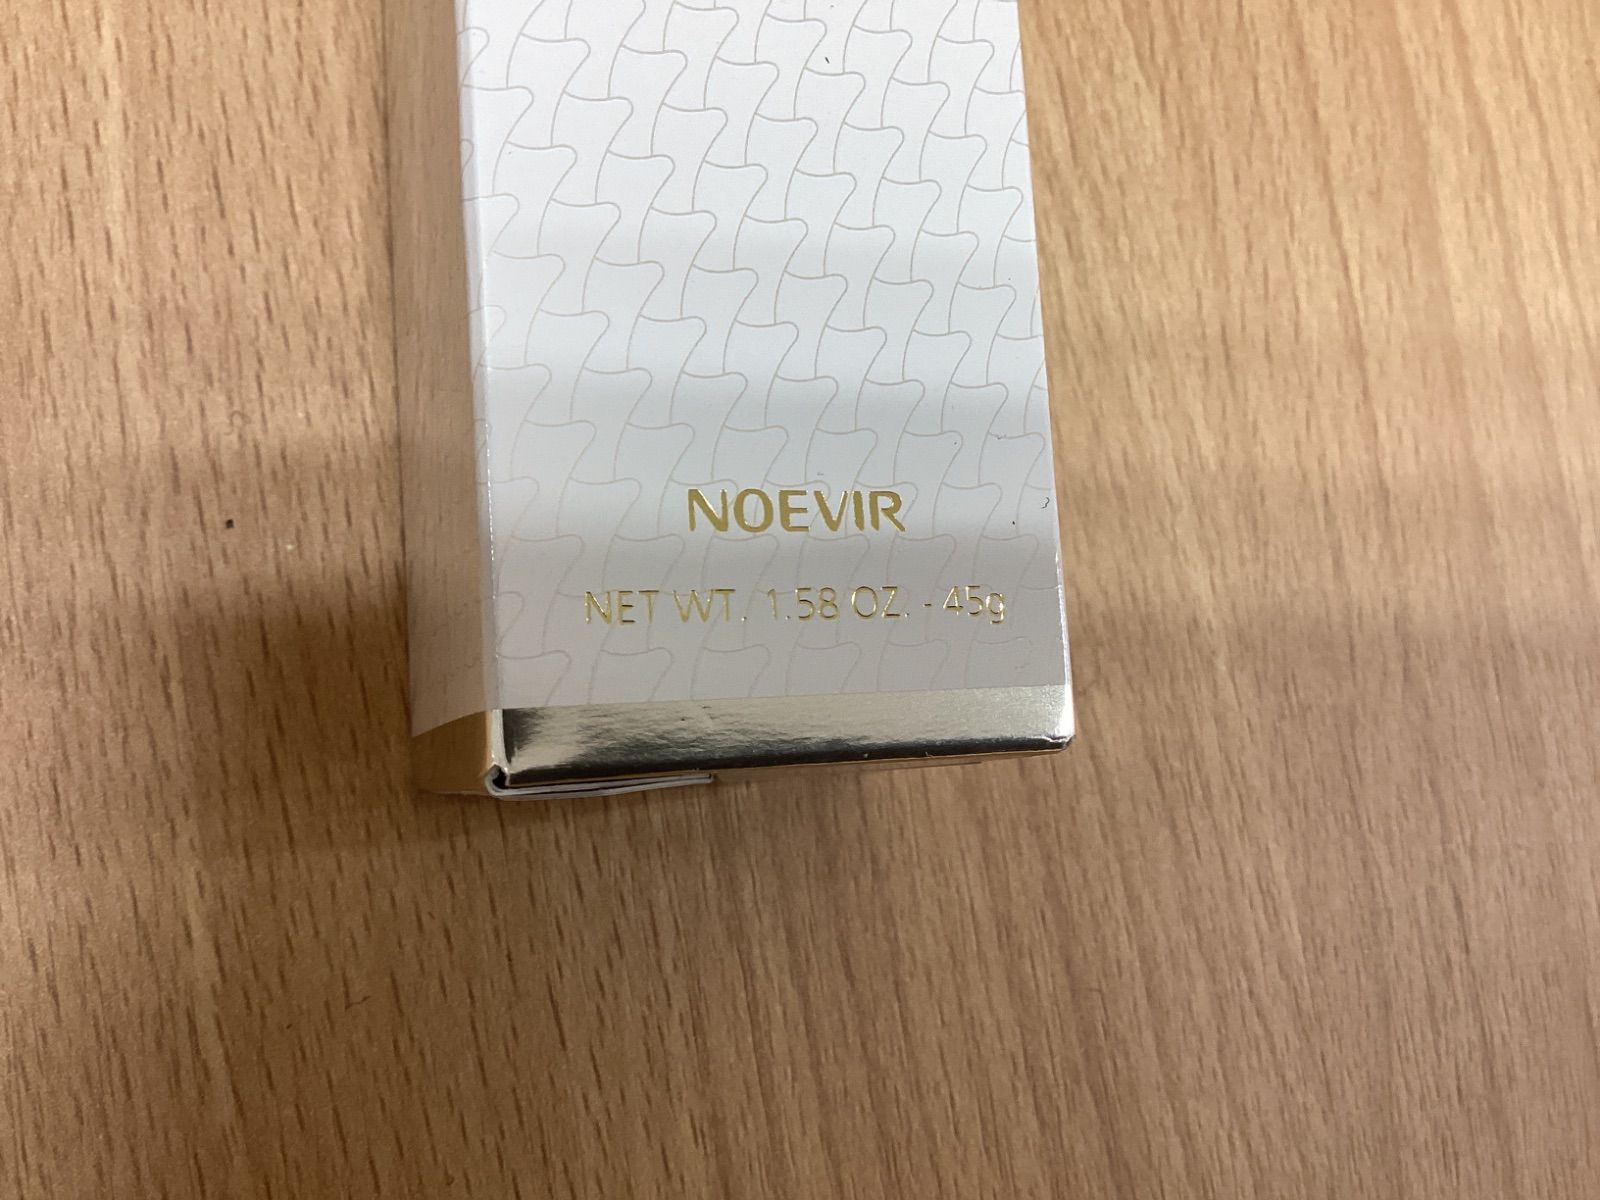 NOEVIR
NET WT. 1.58 OZ. - 45g